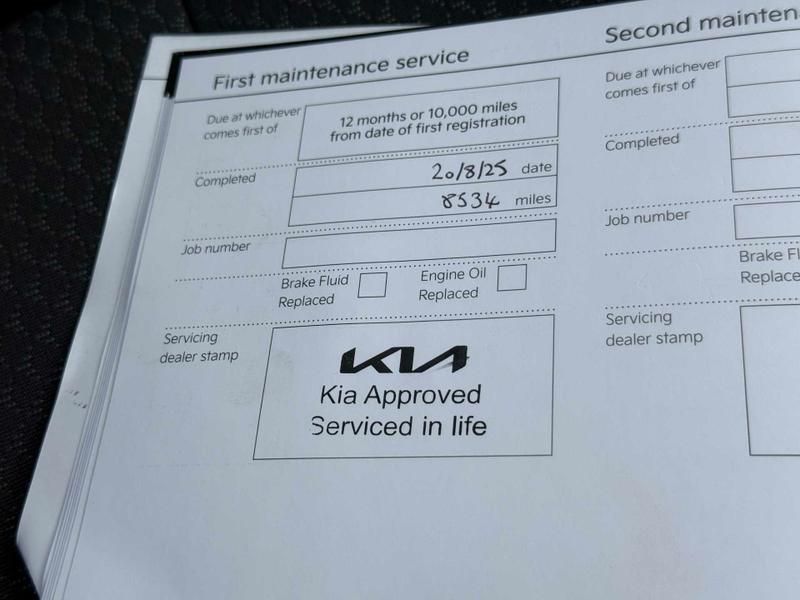 First maintenance service
Due at whichever
comes first of
12 months or 10,000 miles
from date of first registration
Completed
20/8/25 date
8534 miles
Job number
Brake Fluid
Replaced
Engine Oil
Replaced
Servicing
dealer stamp
KIA
Kia Approved
Serviced in life
Second mainten
Due at whichever
comes first of
Completed
Job number
Brake Fl
Replace
Servicing
dealer stamp